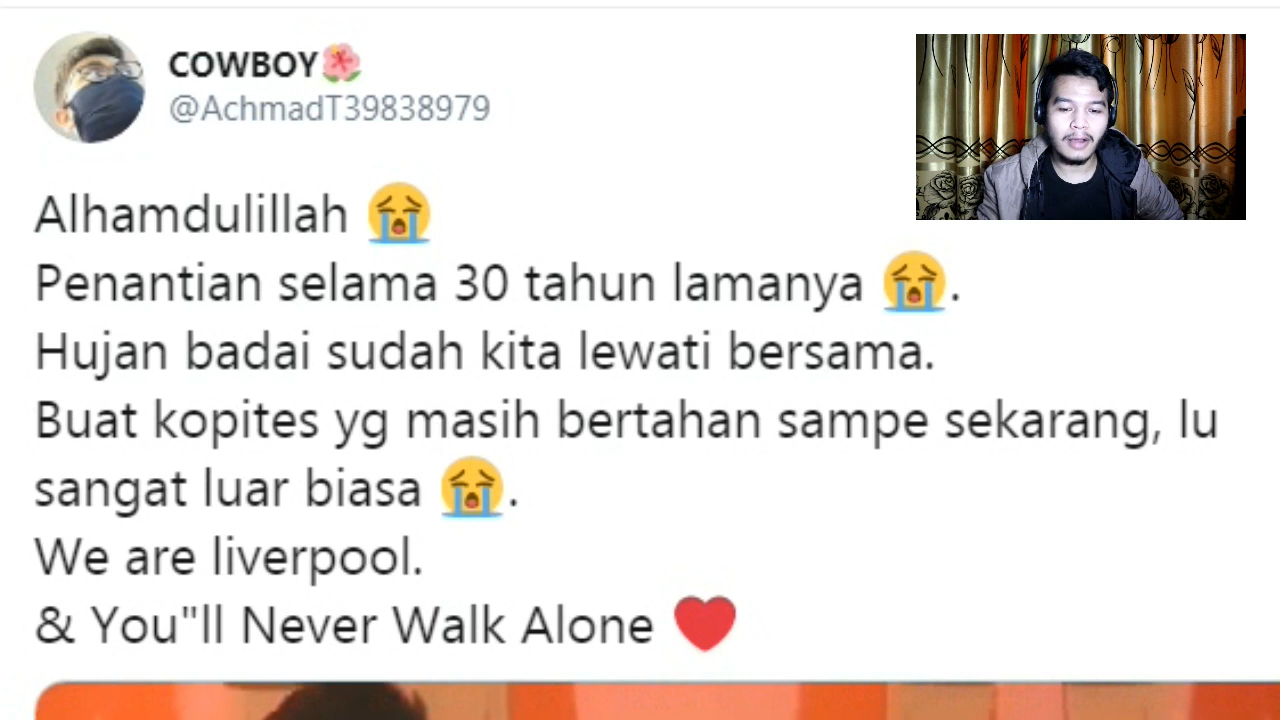 COWBOY🌺
@AchmadT39838979
Alhamdulillah 😭
Penantian selama 30 tahun lamanya 😭.
Hujan badai sudah kita lewati bersama.
Buat kopites yg masih bertahan sampe sekarang, lu
sangat luar biasa 😭.
We are liverpool.
& You"ll Never Walk Alone ❤️